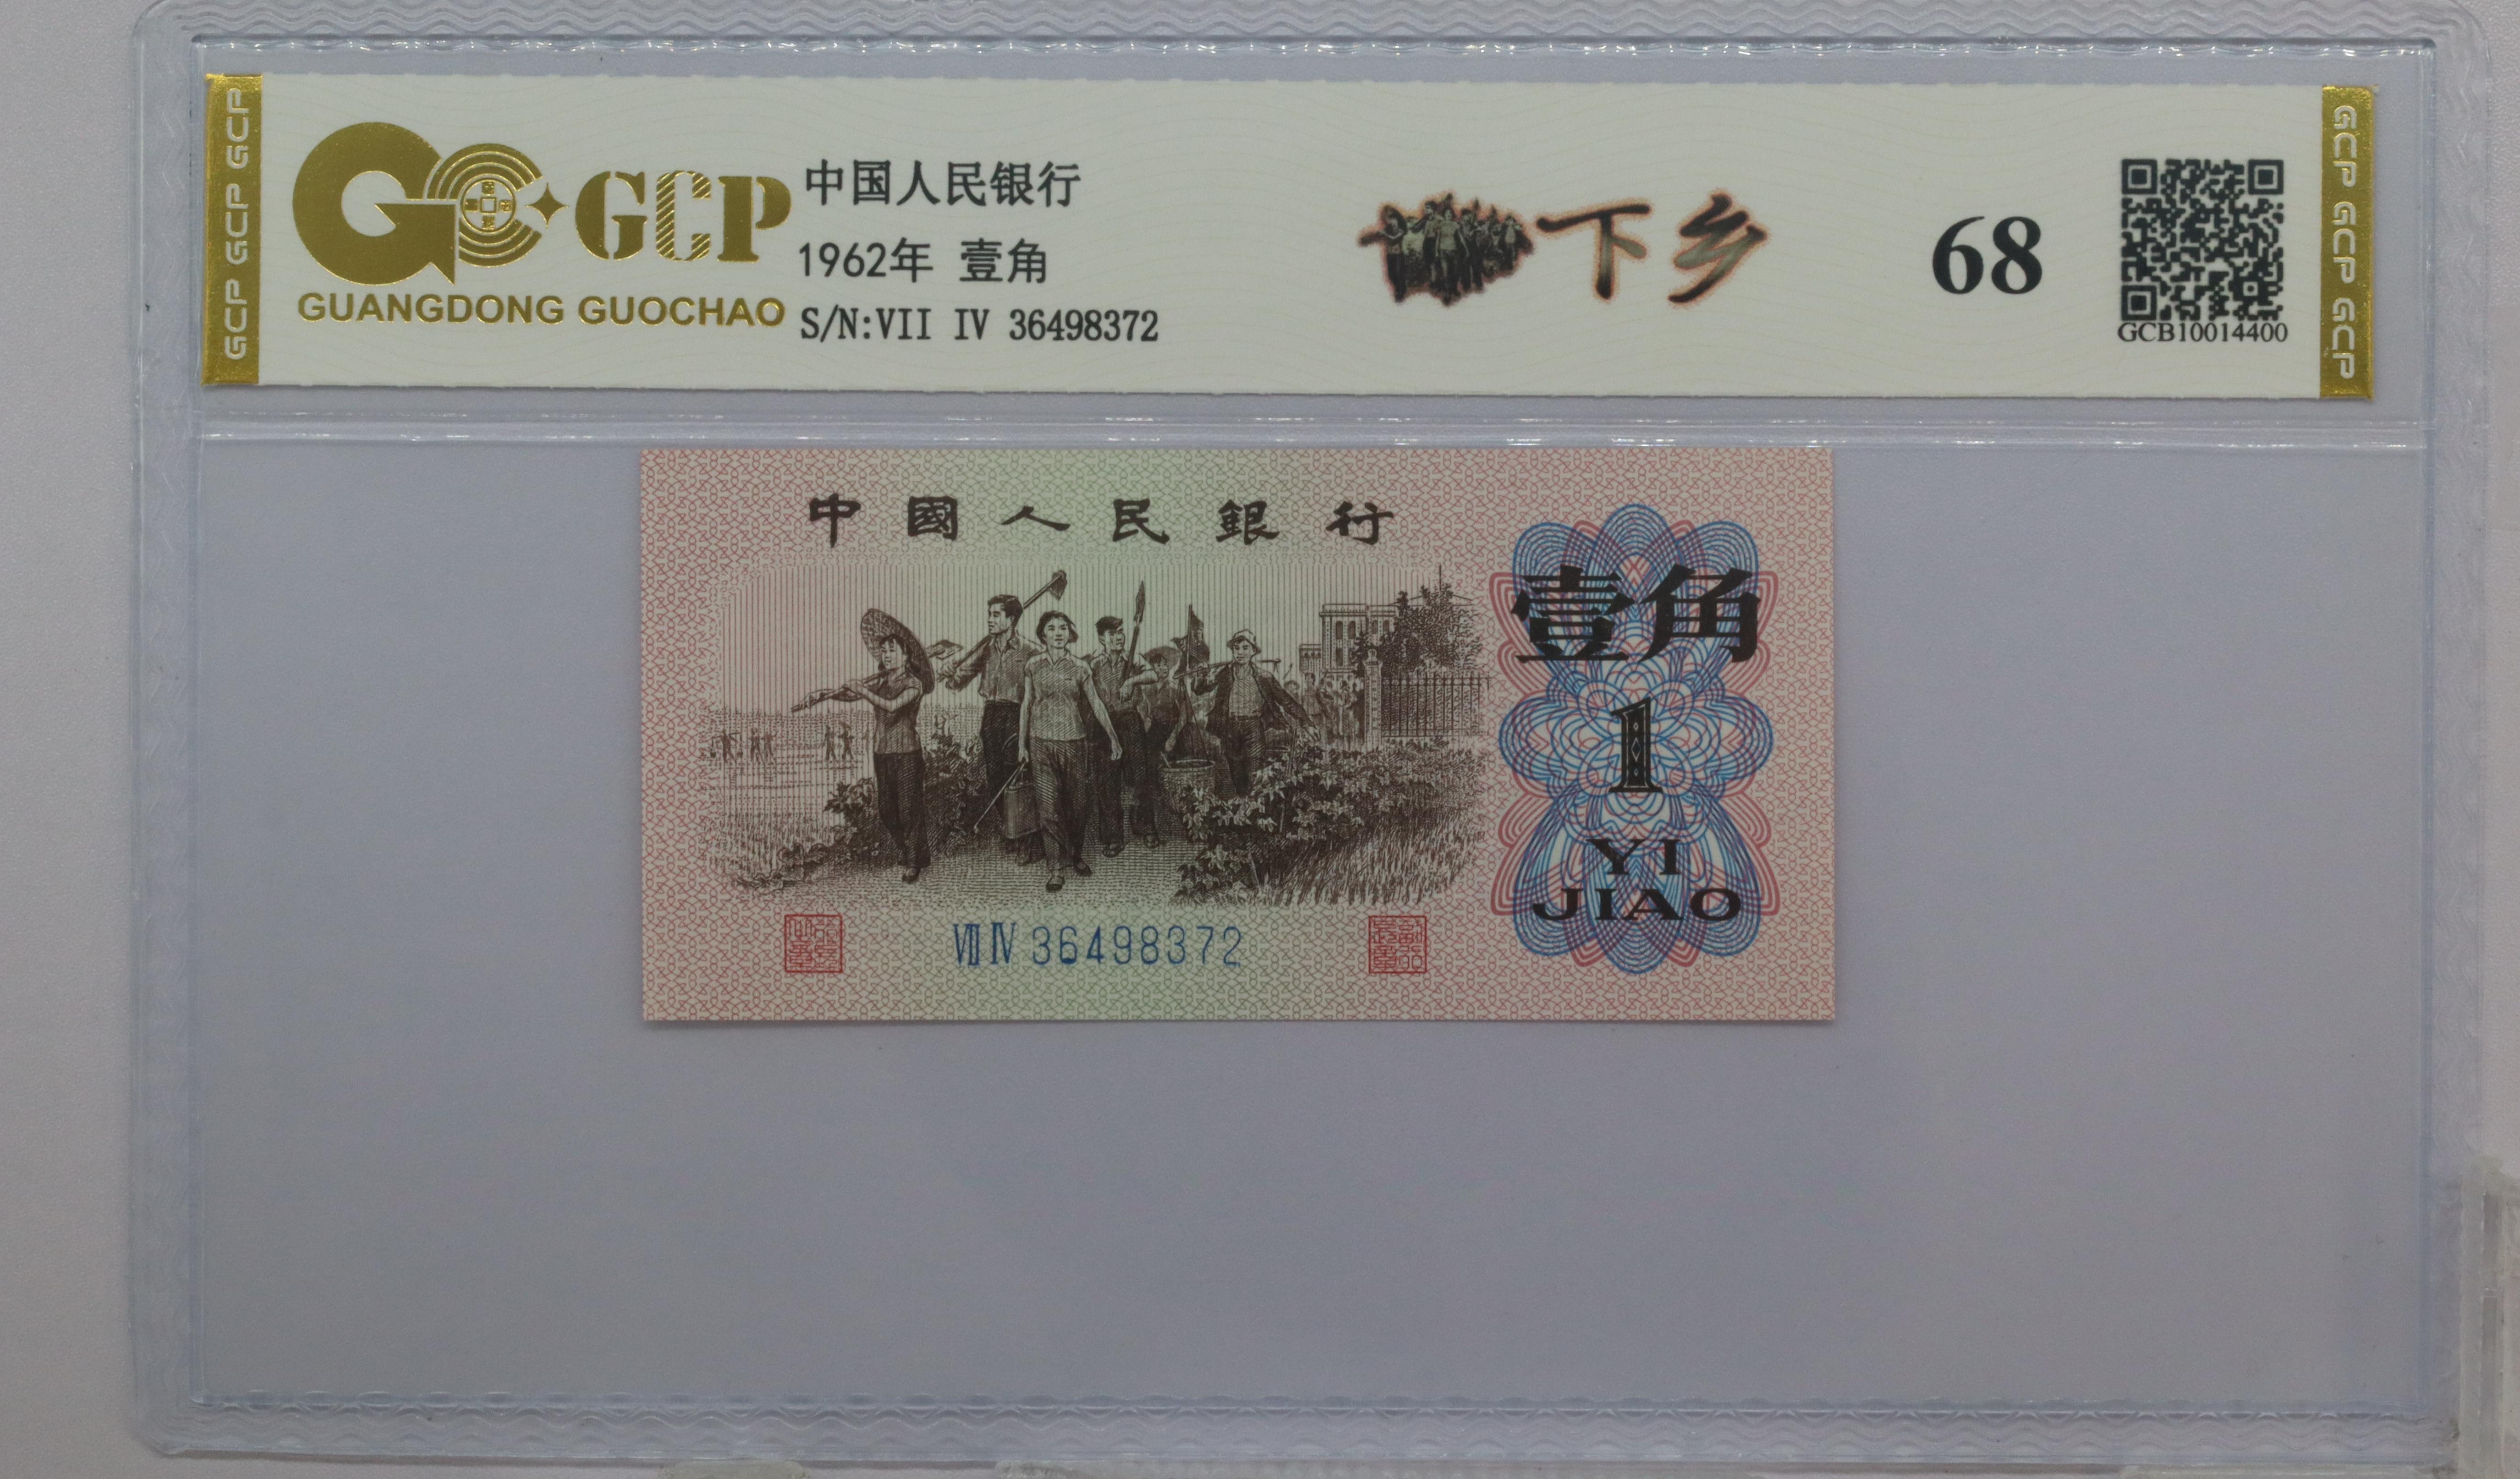 GCP GCP GCP
GCP
GUANGDONG GUOCHAO
中国人民银行
1962年 壹角
S/N:VII IV 36498372
下乡
68
GCB10014400
GCP GCP GCP
中國人民銀行
壹角
1
YI
JIAO
VII IV 36498372